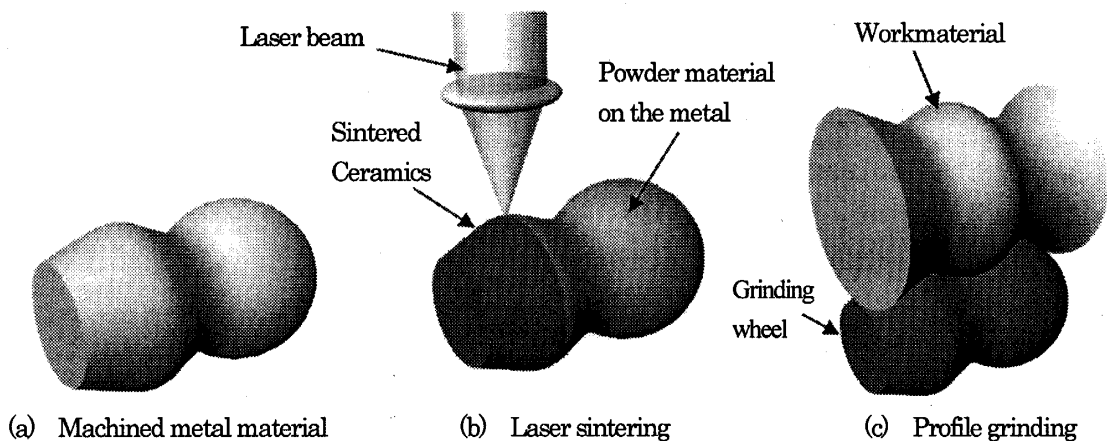 Laser beam
Sintered
Ceramics
Powder material
on the metal
Workmaterial
Grinding
wheel
(a) Machined metal material
(b) Laser sintering
(c) Profile grinding